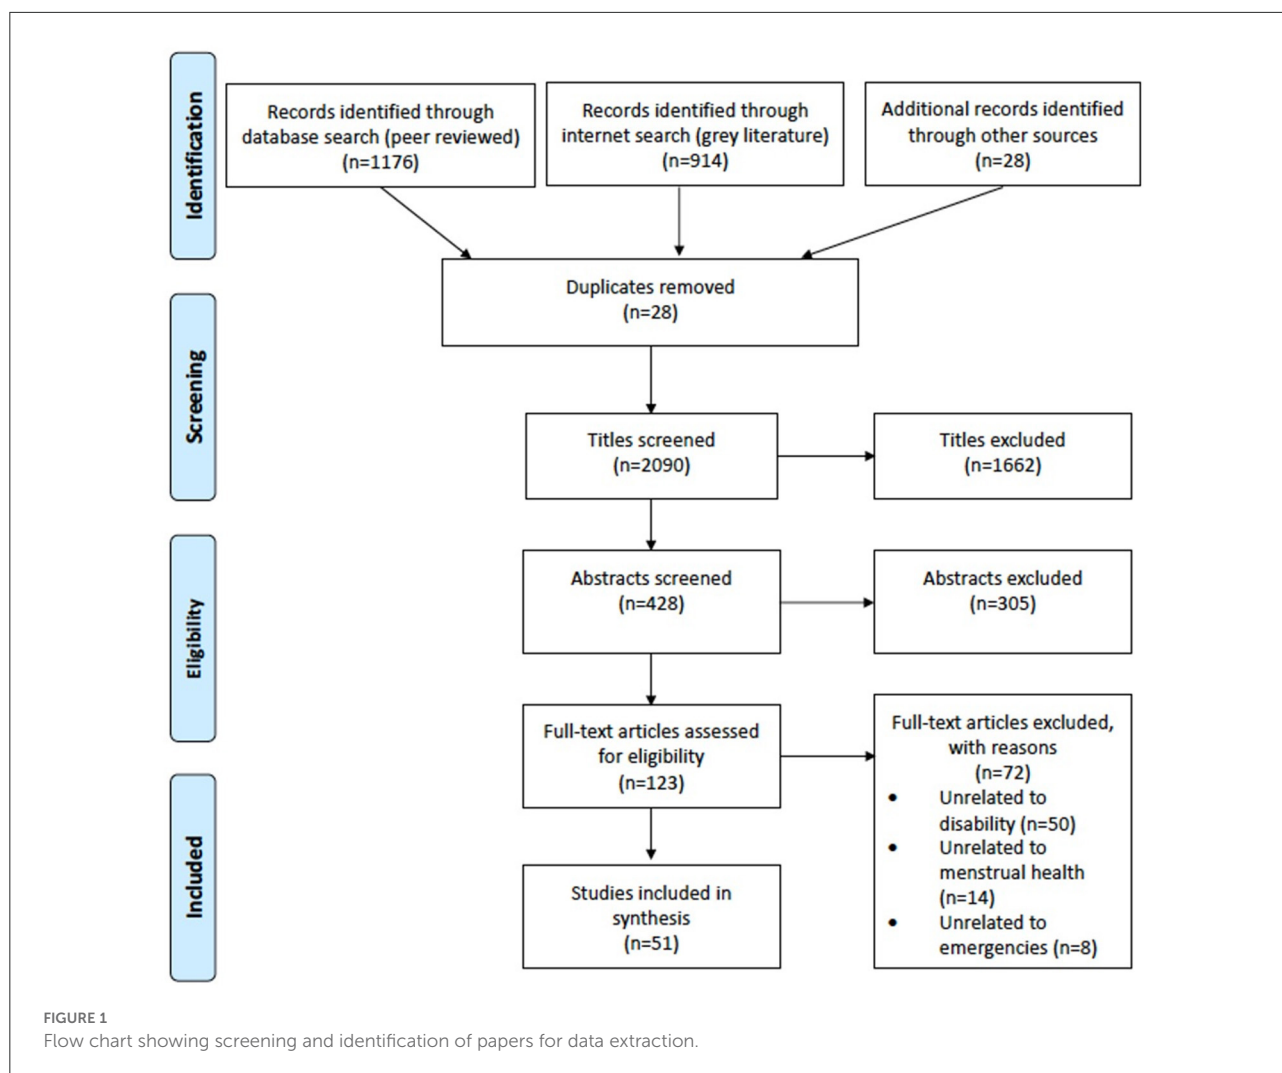 Identification
Records identified through
database search (peer reviewed)
(n=1176)
Records identified through
internet search (grey literature)
(n=914)
Additional records identified
through other sources
(n=28)
Duplicates removed
(n=28)
Screening
Titles screened
(n=2090)
Titles excluded
(n=1662)
Eligibility
Abstracts screened
(n=428)
Abstracts excluded
(n=305)
Full-text articles assessed
for eligibility
(n=123)
Full-text articles excluded,
with reasons
(n=72)
• Unrelated to
disability (n=50)
• Unrelated to
menstrual health
(n=14)
• Unrelated to
emergencies (n=8)
Included
Studies included in
synthesis
(n=51)
FIGURE 1
Flow chart showing screening and identification of papers for data extraction.